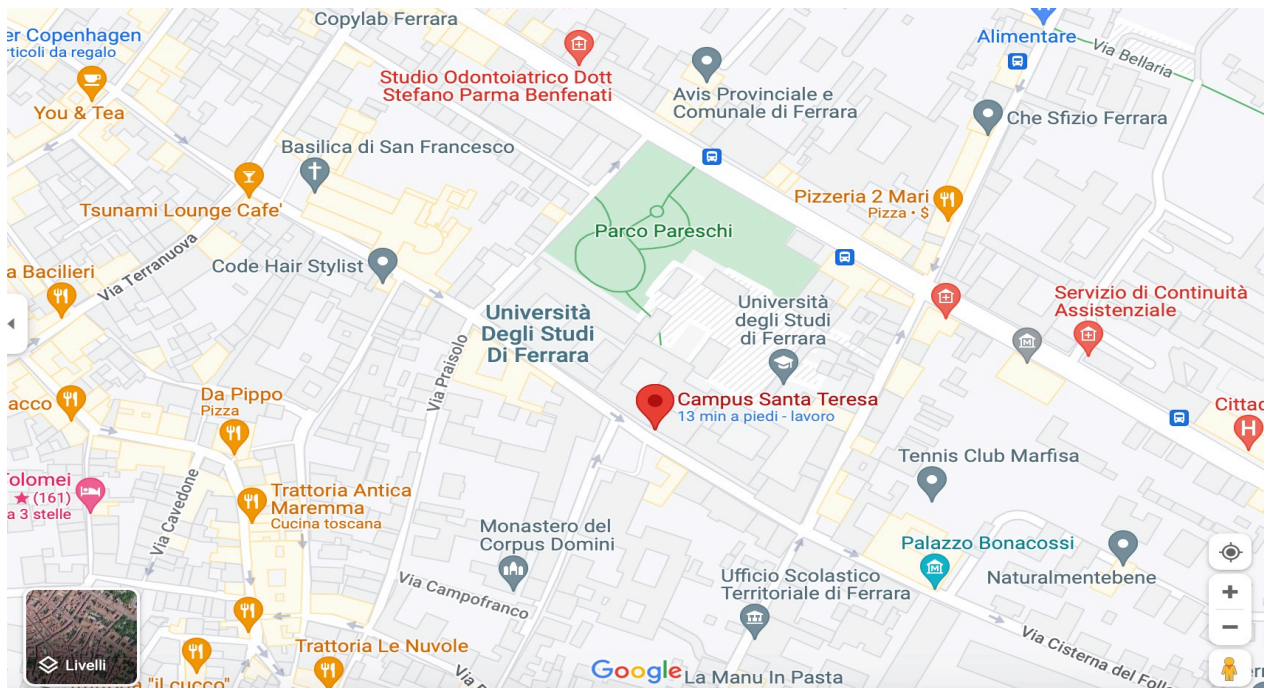 Copylab Ferrara
er Copenhagen
rticoli da regalo
You & Tea
Studio Odontoiatrico Dott
Stefano Parma Benfenati
Avis Provinciale e
Comunale di Ferrara
Alimentare
Via Bellaria
Che Sfizio Ferrara
Basilica di San Francesco
Tsunami Lounge Cafe'
Pizzeria 2 Mari
Pizza • $
Parco Pareschi
Via Terranuova
a Bacilieri
Code Hair Stylist
Università
Degli Studi
Di Ferrara
Università
degli Studi
di Ferrara
Servizio di Continuità
Assistenziale
Via Praisolo
acco
Da Pippo
Pizza
Campus Santa Teresa
13 min a piedi - lavoro
Cittad
H
Tennis Club Marfisa
Tolomei
★ (161)
a 3 stelle
Via Cavedone
Trattoria Antica
Maremma
Cucina toscana
Monastero del
Corpus Domini
Palazzo Bonacossi
Ufficio Scolastico
Territoriale di Ferrara
Naturalmentebene
Via Campofranco
Via Cisterna del Follo
Trattoria Le Nuvole
Livelli
"il cucco"
Google
La Manu In Pasta